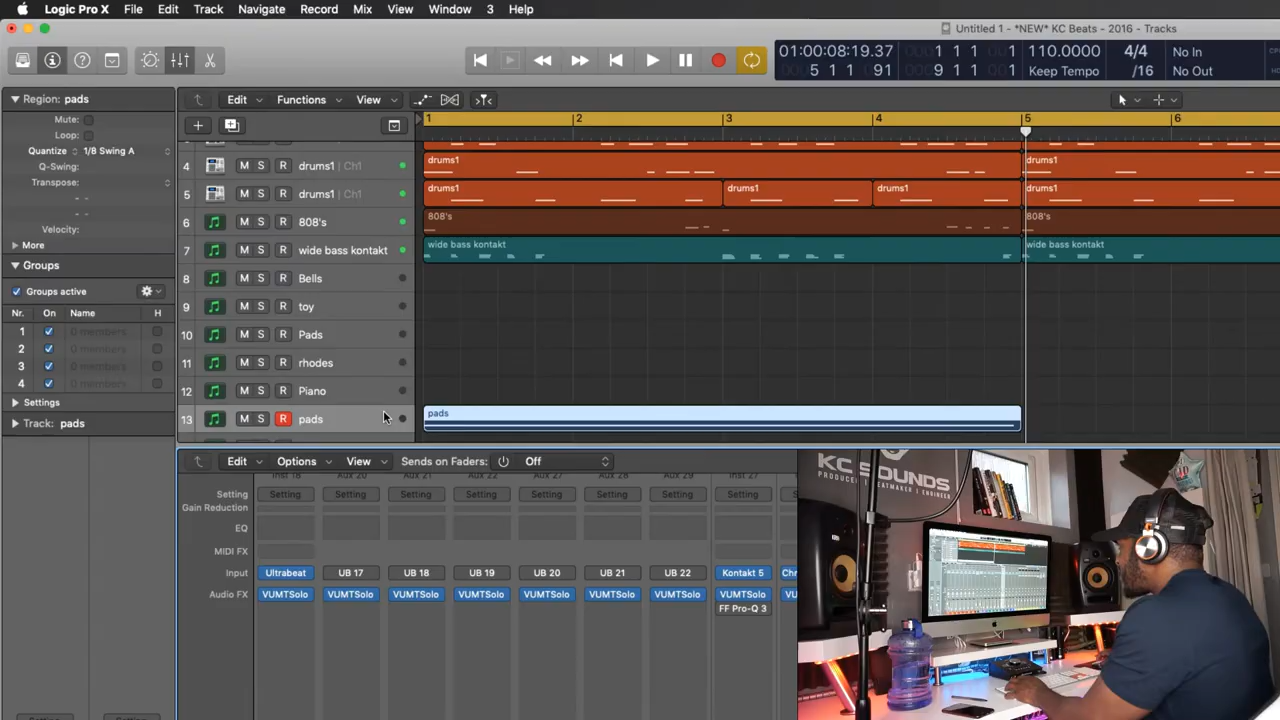 Logic Pro X File Edit Track Navigate Record Mix View Window 3 Help
Untitled 1 - *NEW* KC Beats - 2016 - Tracks
01:00:08:19.37 1 1 1 1 110.0000 4/4 No In
5 1 1 91 9 1 1 1 Keep Tempo /16 No Out
Region: pads
Mute:
Loop:
Quantize 1/8 Swing A
Q-Swing:
Transpose:
Velocity:
More
Groups
Groups active
Nr. On Name H
1 0 members
2 0 members
3 0 members
4 0 members
Settings
Track: pads
Edit Functions View
1 2 3 4 5 6
4 M S R drums1 | Ch1 drums1 drums1
5 M S R drums1 | Ch1 drums1 drums1 drums1 drums1
6 M S R 808's 808's 808's
7 M S R wide bass kontakt wide bass kontakt wide bass kontakt
8 M S R Bells
9 M S R toy
10 M S R Pads
11 M S R rhodes
12 M S R Piano
13 M S R pads pads
Edit Options View Sends on Faders: Off
Inst 18 Aux 20 Aux 21 Aux 22 Aux 27 Aux 28 Aux 29 Inst 27
Setting Setting Setting Setting Setting Setting Setting Setting Setting
Gain Reduction
EQ
MIDI FX
Input Ultrabeat UB 17 UB 18 UB 19 UB 20 UB 21 UB 22 Kontakt 5
Audio FX VUMTSolo VUMTSolo VUMTSolo VUMTSolo VUMTSolo VUMTSolo VUMTSolo VUMTSolo
FF Pro-Q 3
KC SOUNDS
PRODUCER | BEATMAKER | ENGINEER